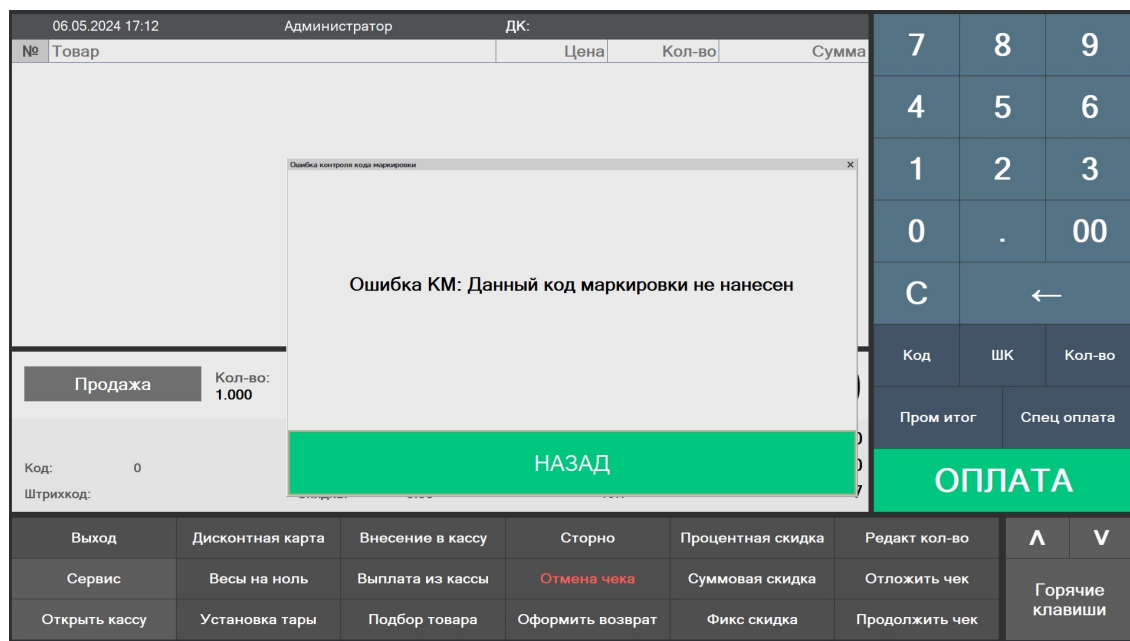 06.05.2024 17:12 Администратор ДК:
№ Товар Цена Кол-во Сумма
Ошибка контроля кода маркировки ×
Ошибка КМ: Данный код маркировки не нанесен
НАЗАД
Продажа Кол-во:
1.000
Код: 0
Штрихкод:
7 8 9
4 5 6
1 2 3
0 . 00
C ←
Код ШК Кол-во
Пром итог Спец оплата
ОПЛАТА
Выход Дисконтная карта Внесение в кассу Сторно Процентная скидка Редакт кол-во
Сервис Весы на ноль Выплата из кассы Отмена чека Суммовая скидка Отложить чек
Открыть кассу Установка тары Подбор товара Оформить возврат Фикс скидка Продолжить чек
Горячие
клавиши